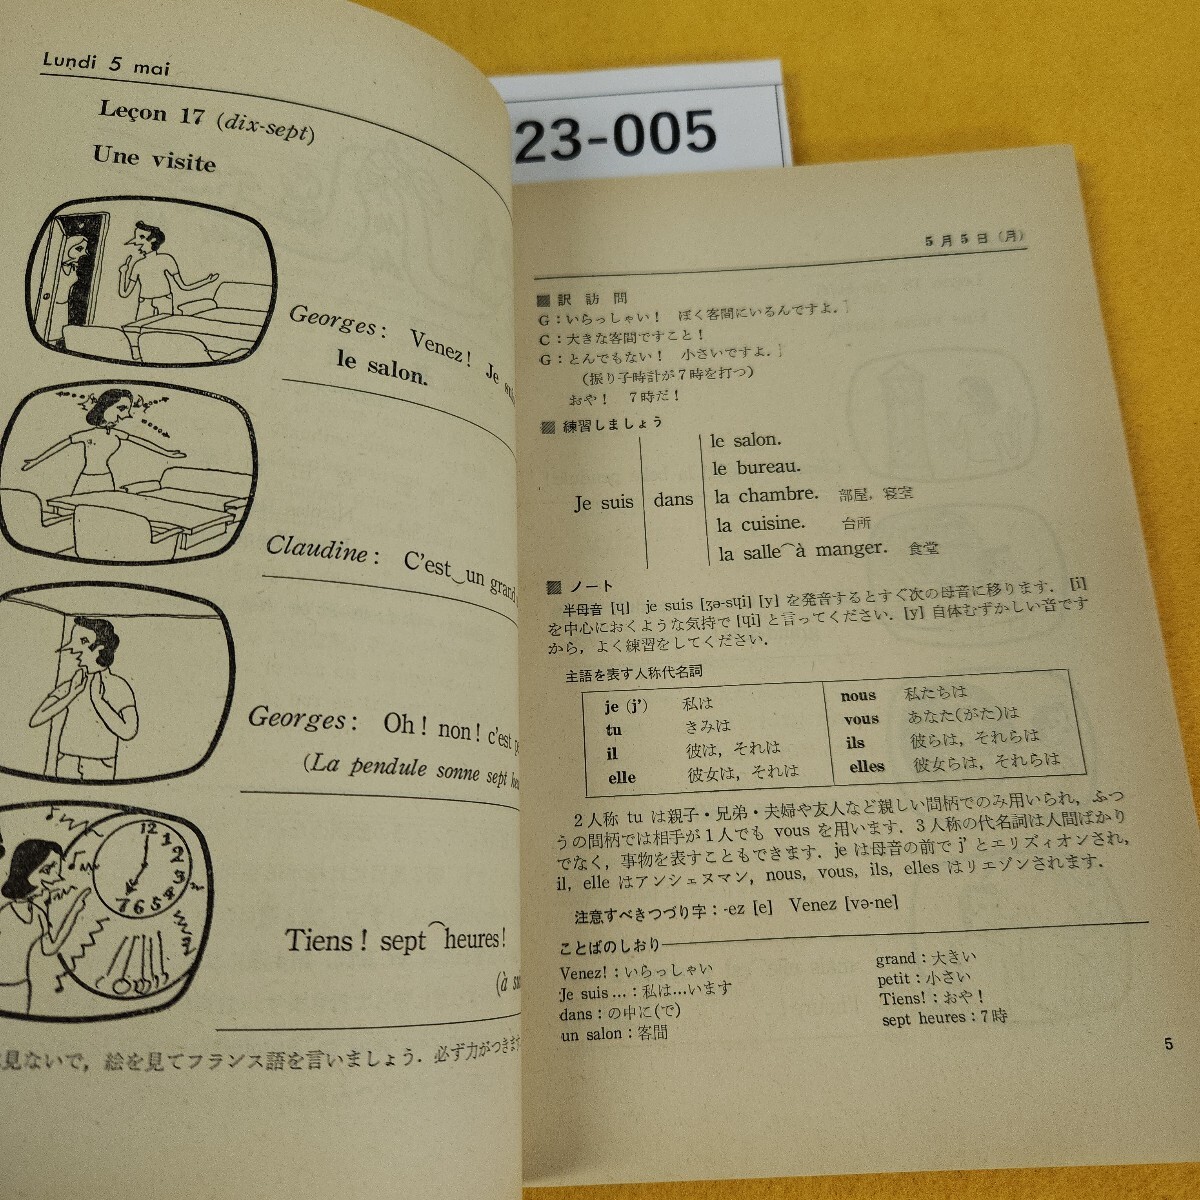 23-005
Lundi 5 mai
Leçon 17 (dix-sept)
Une visite
Georges: Venez! Je
le salon.
Claudine: C'est‿un grand
Georges: Oh! non! c'est
(La pendule sonne sept
12
1
2
3
4
5
6
7
Tiens! sept⁀heures!
(à
見ないで，絵を見てフランス語を言いましょう．必ず力がつきます
5月5日（月）
▨ 訳 訪 問
G：いらっしゃい！ ぼく客間にいるんですよ．
C：大きな客間ですこと！
G：とんでもない！ 小さいですよ．
（振り子時計が7時を打つ）
おや！ 7時だ！
▨ 練習しましょう
Je suis dans
le salon.
le bureau.
la chambre. 部屋，寝室
la cuisine. 台所
la salle⁀à manger. 食堂
▨ ノート
半母音 [ɥ] je suis [ʒə-sɥi] [y] を発音するとすぐ次の母音に移ります．[i]
を中心におくような気持で [ɥi] と言ってください．[y] 自体むずかしい音です
から，よく練習をしてください．
主語を表す人称代名詞
je (j') 私は nous 私たちは
tu きみは vous あなた(がた)は
il 彼は，それは ils 彼らは，それらは
elle 彼女は，それは elles 彼女らは，それらは
2人称 tu は親子・兄弟・夫婦や友人など親しい間柄でのみ用いられ，ふつ
うの間柄では相手が1人でも vous を用います．3人称の代名詞は人間ばかり
でなく，事物を表すこともできます．je は母音の前で j' とエリズィオンされ，
il, elle はアンシェヌマン，nous, vous, ils, elles はリエゾンされます．
注意すべきつづり字：-ez [e] Venez [və-ne]
ことばのしおり
Venez!：いらっしゃい
Je suis …：私は…います
dans：の中に(で)
un salon：客間
grand：大きい
petit：小さい
Tiens!：おや！
sept heures：7時
5